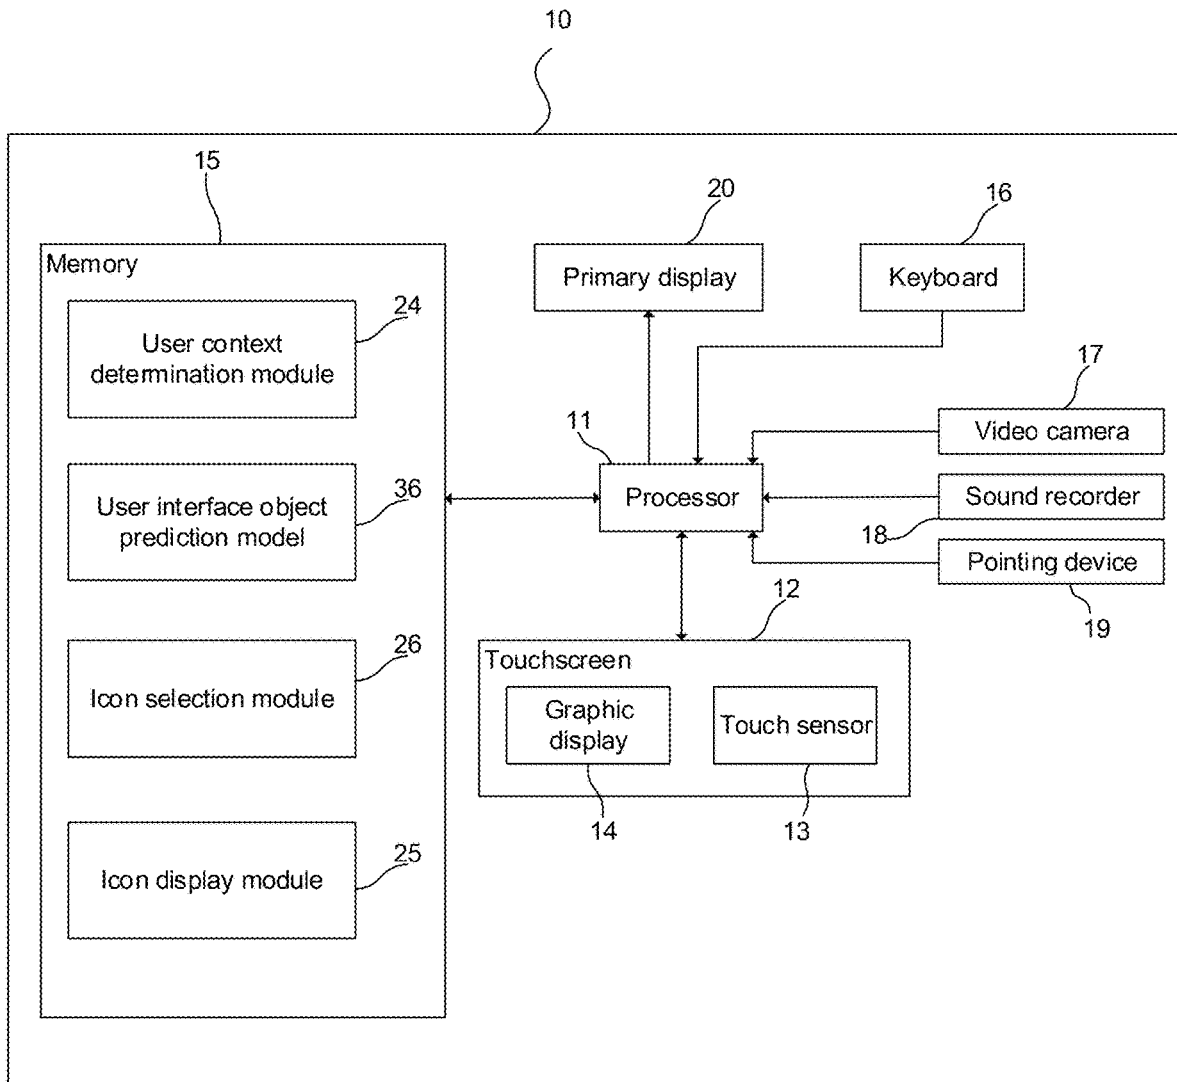 10
15
20
16
Memory
Primary display
Keyboard
24
User context
determination module
17
11
Video camera
36
User interface object
prediction model
Processor
Sound recorder
18
Pointing device
12
19
26
Touchscreen
Icon selection module
Graphic
display
Touch sensor
14
13
25
Icon display module